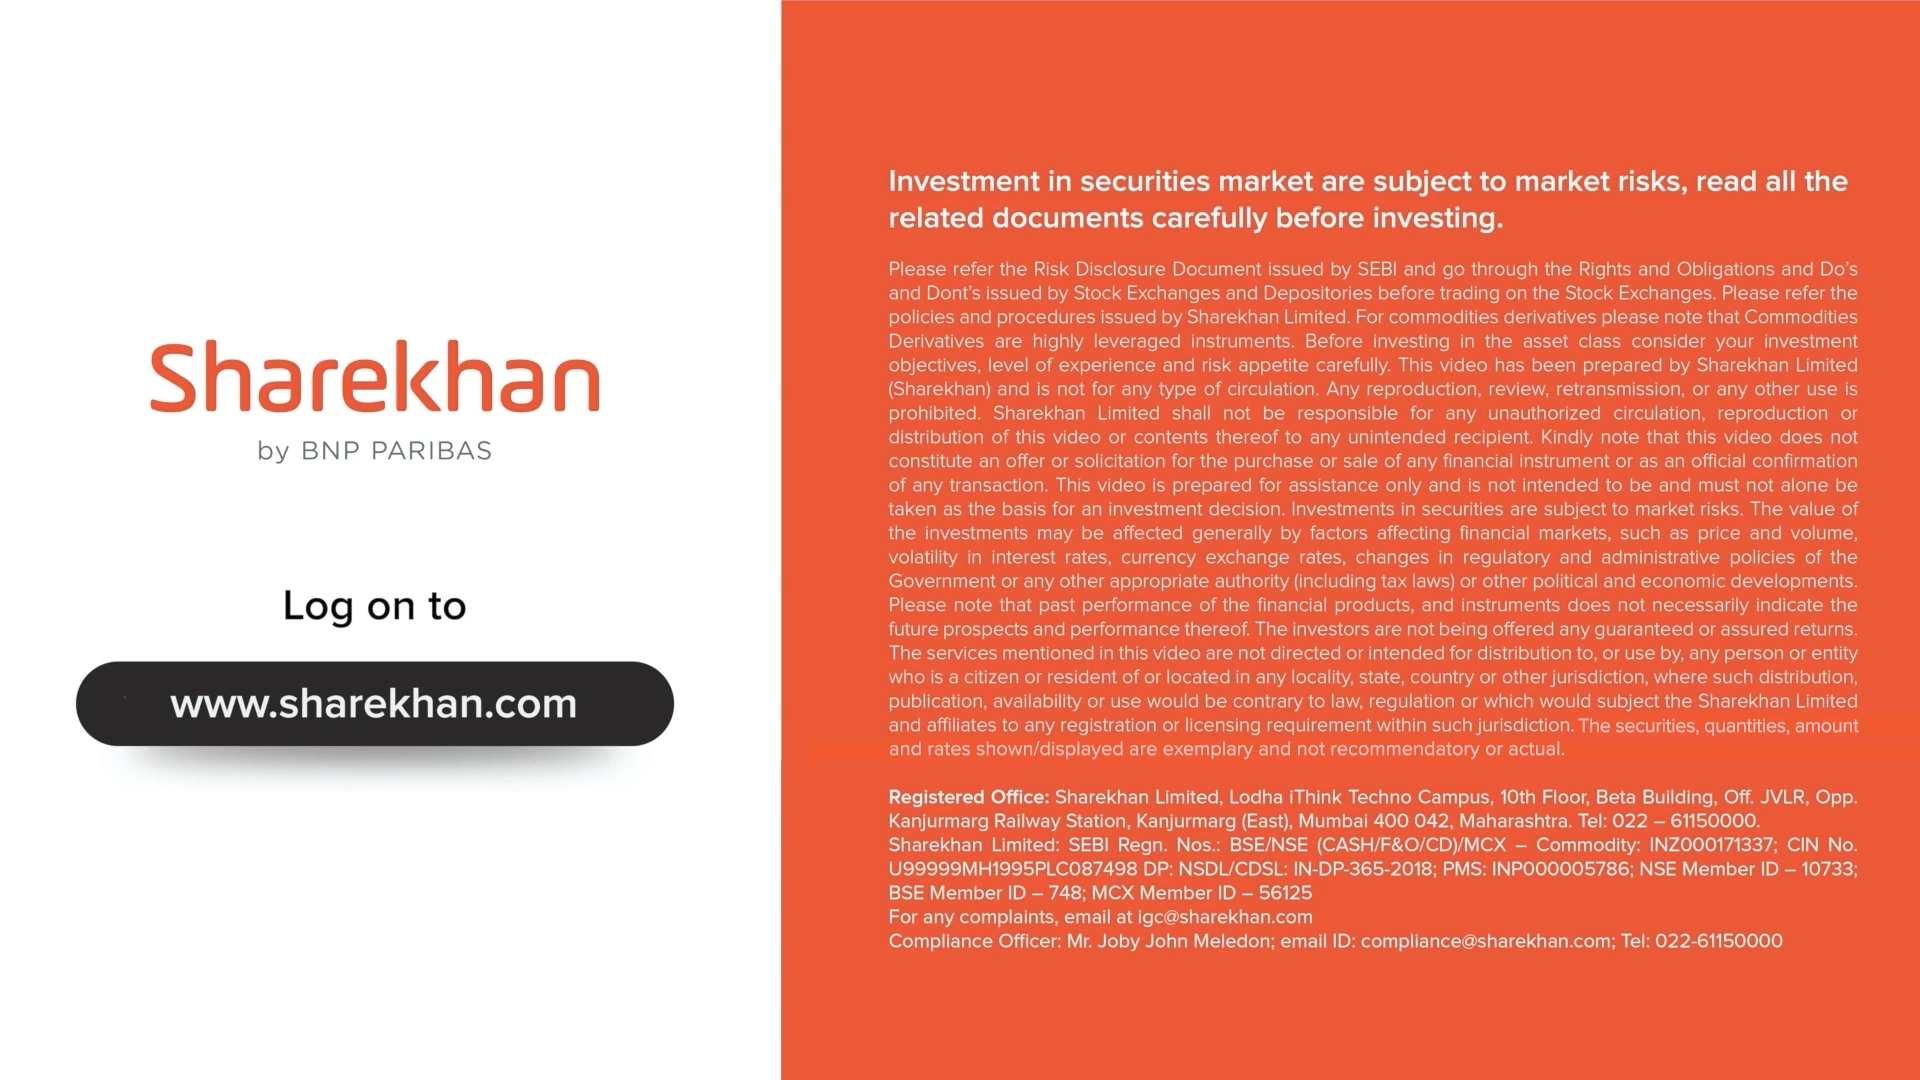 Sharekhan
by BNP PARIBAS
Log on to
www.sharekhan.com
Investment in securities market are subject to market risks, read all the
related documents carefully before investing.
Please refer the Risk Disclosure Document issued by SEBI and go through the Rights and Obligations and Do’s
and Dont’s issued by Stock Exchanges and Depositories before trading on the Stock Exchanges. Please refer the
policies and procedures issued by Sharekhan Limited. For commodities derivatives please note that Commodities
Derivatives are highly leveraged instruments. Before investing in the asset class consider your investment
objectives, level of experience and risk appetite carefully. This video has been prepared by Sharekhan Limited
(Sharekhan) and is not for any type of circulation. Any reproduction, review, retransmission, or any other use is
prohibited. Sharekhan Limited shall not be responsible for any unauthorized circulation, reproduction or
distribution of this video or contents thereof to any unintended recipient. Kindly note that this video does not
constitute an offer or solicitation for the purchase or sale of any financial instrument or as an official confirmation
of any transaction. This video is prepared for assistance only and is not intended to be and must not alone be
taken as the basis for an investment decision. Investments in securities are subject to market risks. The value of
the investments may be affected generally by factors affecting financial markets, such as price and volume,
volatility in interest rates, currency exchange rates, changes in regulatory and administrative policies of the
Government or any other appropriate authority (including tax laws) or other political and economic developments.
Please note that past performance of the financial products, and instruments does not necessarily indicate the
future prospects and performance thereof. The investors are not being offered any guaranteed or assured returns.
The services mentioned in this video are not directed or intended for distribution to, or use by, any person or entity
who is a citizen or resident of or located in any locality, state, country or other jurisdiction, where such distribution,
publication, availability or use would be contrary to law, regulation or which would subject the Sharekhan Limited
and affiliates to any registration or licensing requirement within such jurisdiction. The securities, quantities, amount
and rates shown/displayed are exemplary and not recommendatory or actual.
Registered Office: Sharekhan Limited, Lodha iThink Techno Campus, 10th Floor, Beta Building, Off. JVLR, Opp.
Kanjurmarg Railway Station, Kanjurmarg (East), Mumbai 400 042, Maharashtra. Tel: 022 – 61150000.
Sharekhan Limited: SEBI Regn. Nos.: BSE/NSE (CASH/F&O/CD)/MCX – Commodity: INZ000171337; CIN No.
U99999MH1995PLC087498 DP: NSDL/CDSL: IN-DP-365-2018; PMS: INP000005786; NSE Member ID – 10733;
BSE Member ID – 748; MCX Member ID – 56125
For any complaints, email at igc@sharekhan.com
Compliance Officer: Mr. Joby John Meledon; email ID: compliance@sharekhan.com; Tel: 022-61150000